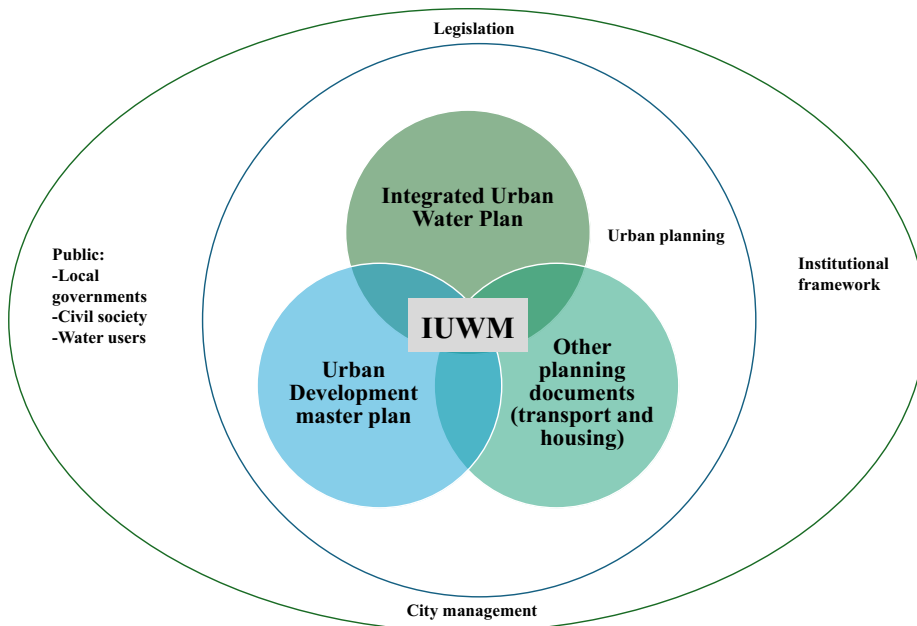 Legislation
Integrated Urban
Water Plan
Urban planning
Public:
-Local
governments
-Civil society
-Water users
Institutional
framework
IUWM
Urban
Development
master plan
Other
planning
documents
(transport and
housing)
City management